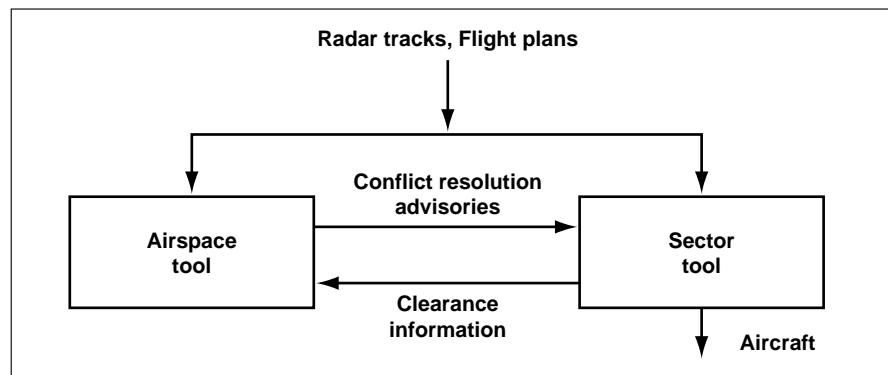 Radar tracks, Flight plans
Conflict resolution
advisories
Airspace
tool
Sector
tool
Clearance
information
Aircraft